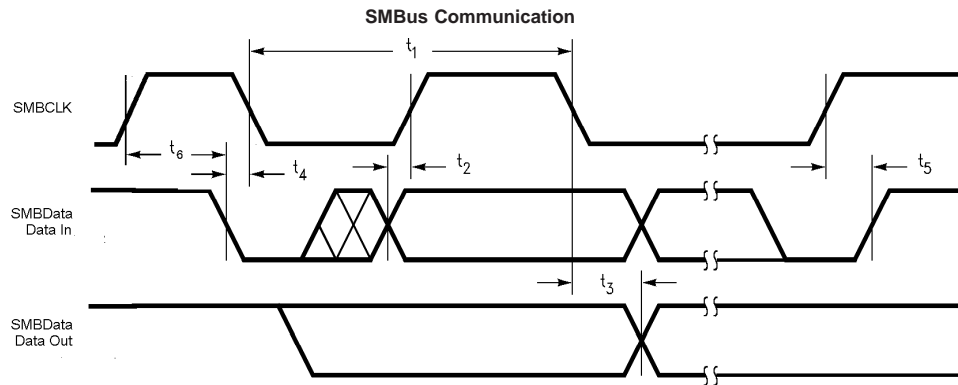 SMBus Communication
t1
SMBCLK
t6
t4
t2
t5
SMBData
Data In
t3
SMBData
Data Out